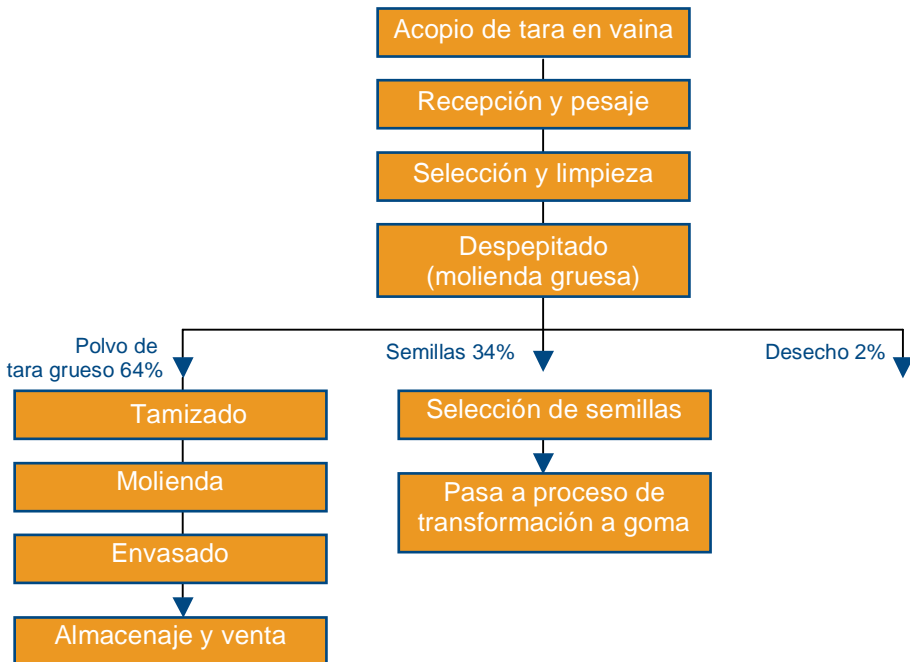 Acopio de tara en vaina
Recepción y pesaje
Selección y limpieza
Despepitado
(molienda gruesa)
Polvo de
tara grueso 64%
Semillas 34%
Desecho 2%
Tamizado
Molienda
Envasado
Almacenaje y venta
Selección de semillas
Pasa a proceso de
transformación a goma